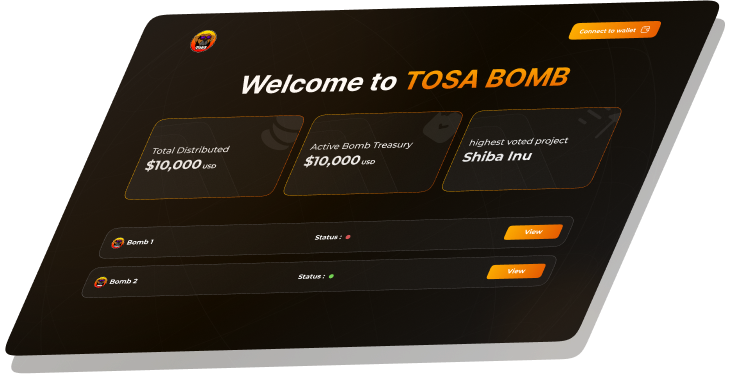 Connect to wallet
Welcome to TOSA BOMB
Total Distributed
$10,000 USD
Active Bomb Treasury
$10,000 USD
highest voted project
Shiba Inu
Bomb 1
Status :
View
Bomb 2
Status :
View